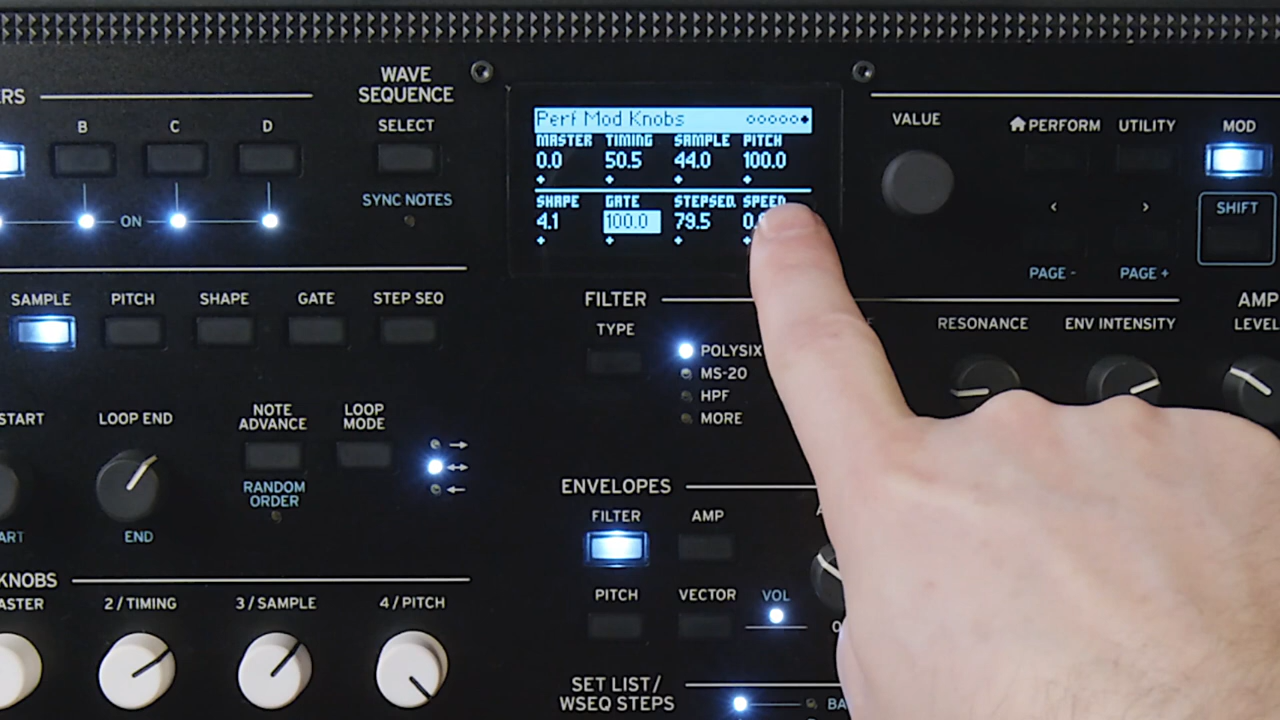 ERS
WAVE
SEQUENCE
B
C
D
SELECT
ON
SYNC NOTES
Perf Mod Knobs
MASTER TIMING SAMPLE PITCH
0.0 50.5 44.0 100.0
SHAPE GATE STEPSEQ SPEED
4.1 100.0 79.5 0.
VALUE
PERFORM
UTILITY
MOD
<
>
SHIFT
PAGE -
PAGE +
SAMPLE
PITCH
SHAPE
GATE
STEP SEQ
FILTER
TYPE
POLYSIX
MS-20
HPF
MORE
RESONANCE
ENV INTENSITY
AMP
LEVEL
START
LOOP END
NOTE
ADVANCE
LOOP
MODE
RANDOM
ORDER
ART
END
ENVELOPES
FILTER
AMP
PITCH
VECTOR
VOL
KNOBS
ASTER
2/TIMING
3/SAMPLE
4/PITCH
SET LIST/
WSEQ STEPS
BA